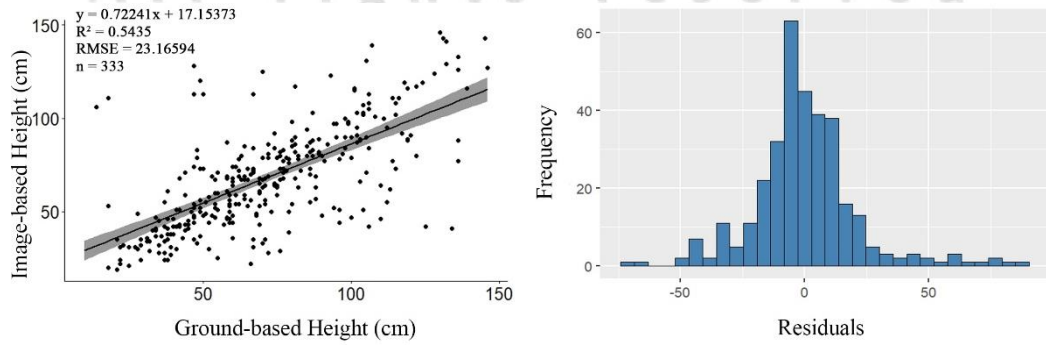 y = 0.72241x + 17.15373
R² = 0.5435
RMSE = 23.16594
n = 333
150
100
50
50
100
150
Image-based Height (cm)
Ground-based Height (cm)
60
40
20
0
-50
0
50
Frequency
Residuals